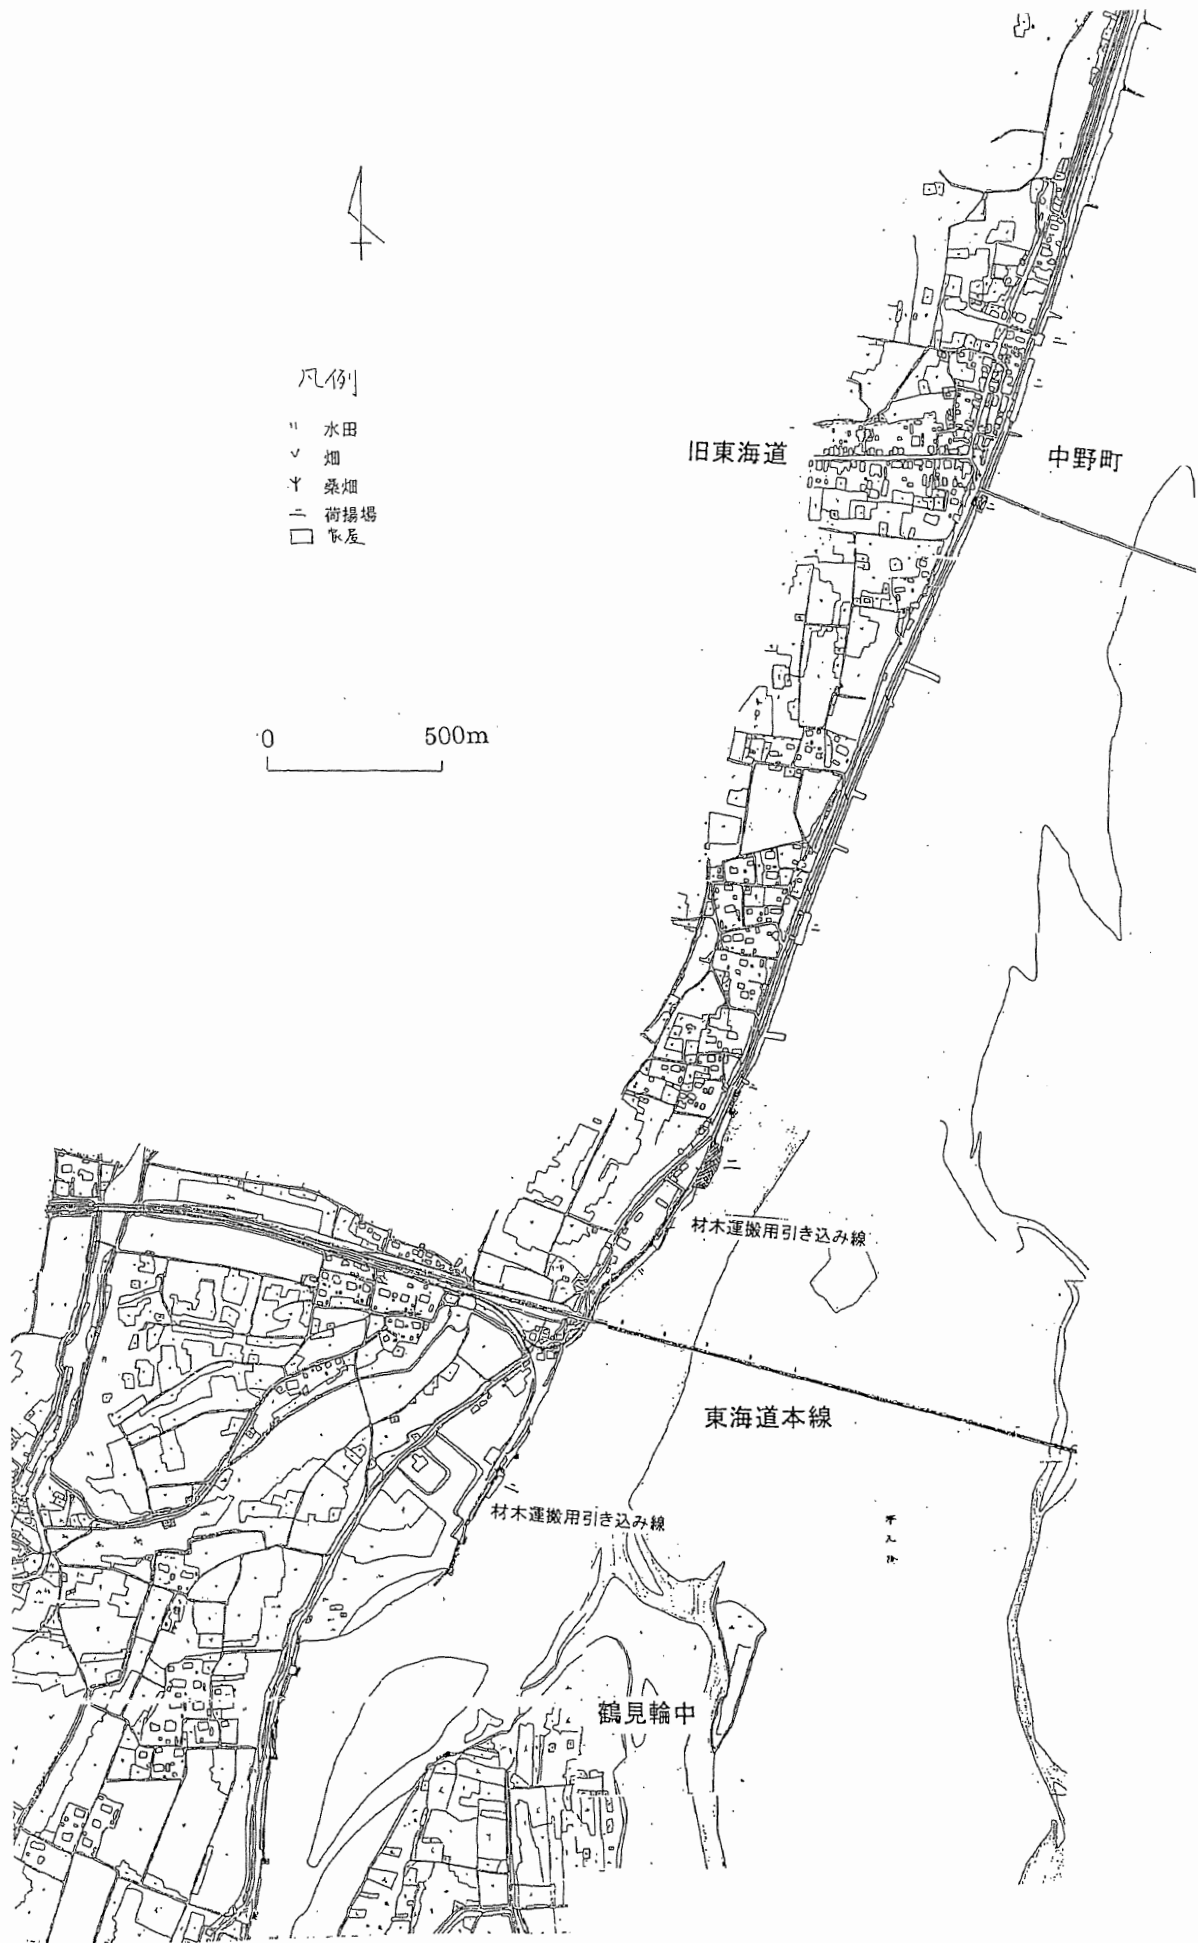 凡例
〃 水田
∨ 畑
桑畑
二 荷揚場
□ 家屋
旧東海道
中野町
0 500m
材木運搬用引き込み線
東海道本線
材木運搬用引き込み線
鶴見輪中